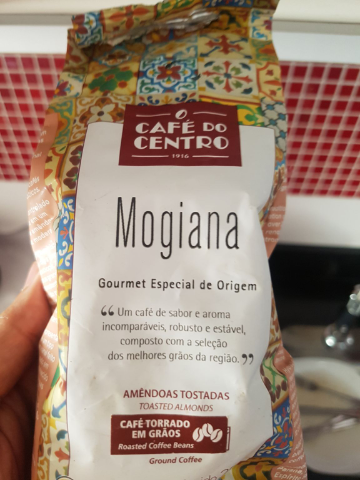 CAFÉ DO
CENTRO
1916
Mogiana
Gourmet Especial de Origem
“Um café de sabor e aroma
incomparáveis, robusto e estável,
composto com a seleção
dos melhores grãos da região.”
AMÊNDOAS TOSTADAS
TOASTED ALMONDS
CAFÉ TORRADO
EM GRÃOS
Roasted Coffee Beans
Ground Coffee